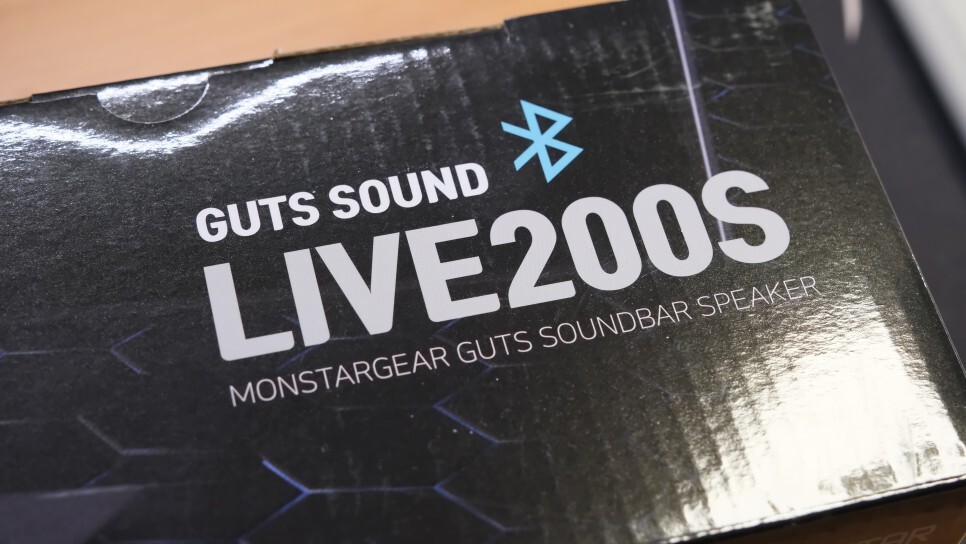 GUTS SOUND
LIVE200S
MONSTARGEAR GUTS SOUNDBAR SPEAKER